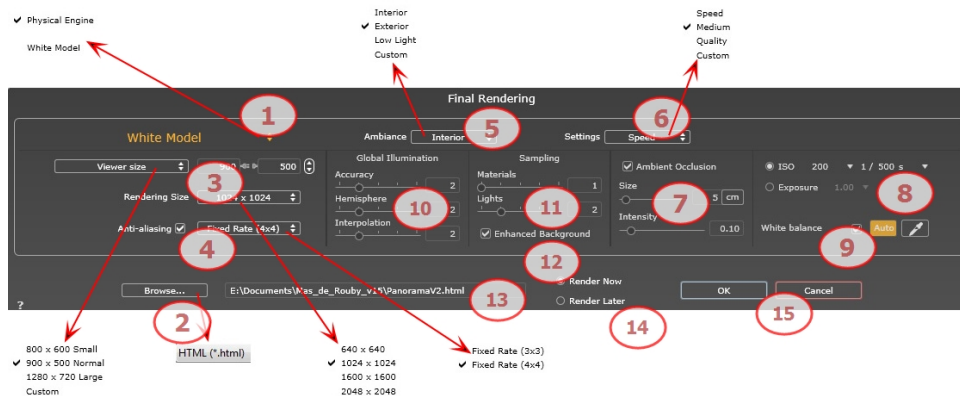 Interior
Exterior
Low Light
Custom
Speed
Medium
Quality
Custom
Physical Engine
White Model
Final Rendering
1
5
6
White Model
Ambiance Interior
Settings Speed
Viewer size 500
Global Illumination
Sampling
Ambient Occlusion
ISO 200 1 / 500 s
Accuracy 2
Materials 1
Size 5 cm
Exposure 1.00
3
7
8
Rendering Size 1024 x 1024
Hemisphere 2
Lights 2
10
11
Intensity 0.10
Anti-aliasing Fixed Rate (4x4)
Interpolation 2
Enhanced Background
White balance Auto
4
9
12
Browse...
E:\Documents\Mas_de_Rouby_v15\PanoramaV2.html
Render Now
Render Later
OK
Cancel
2
13
14
15
?
800 x 600 Small
900 x 500 Normal
1280 x 720 Large
Custom
HTML (*.html)
640 x 640
1024 x 1024
1600 x 1600
2048 x 2048
Fixed Rate (3x3)
Fixed Rate (4x4)